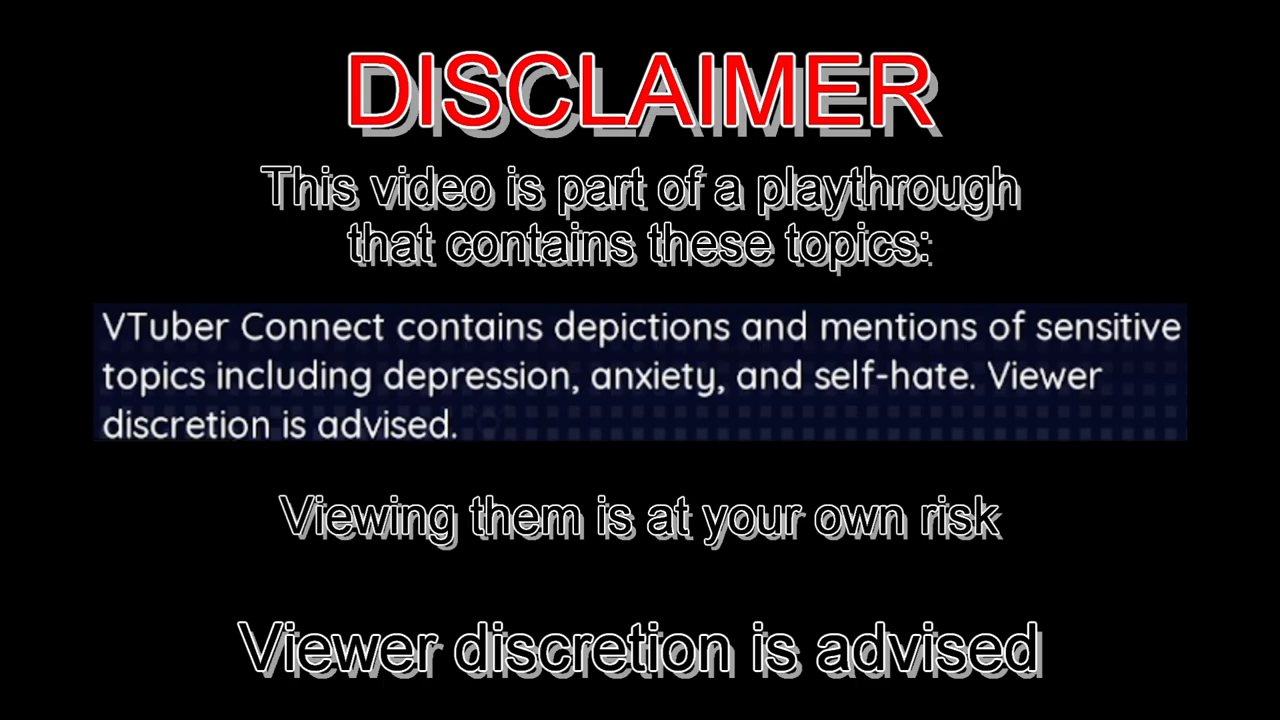 DISCLAIMER
This video is part of a playthrough
that contains these topics:
VTuber Connect contains depictions and mentions of sensitive
topics including depression, anxiety, and self-hate. Viewer
discretion is advised.
Viewing them is at your own risk
Viewer discretion is advised